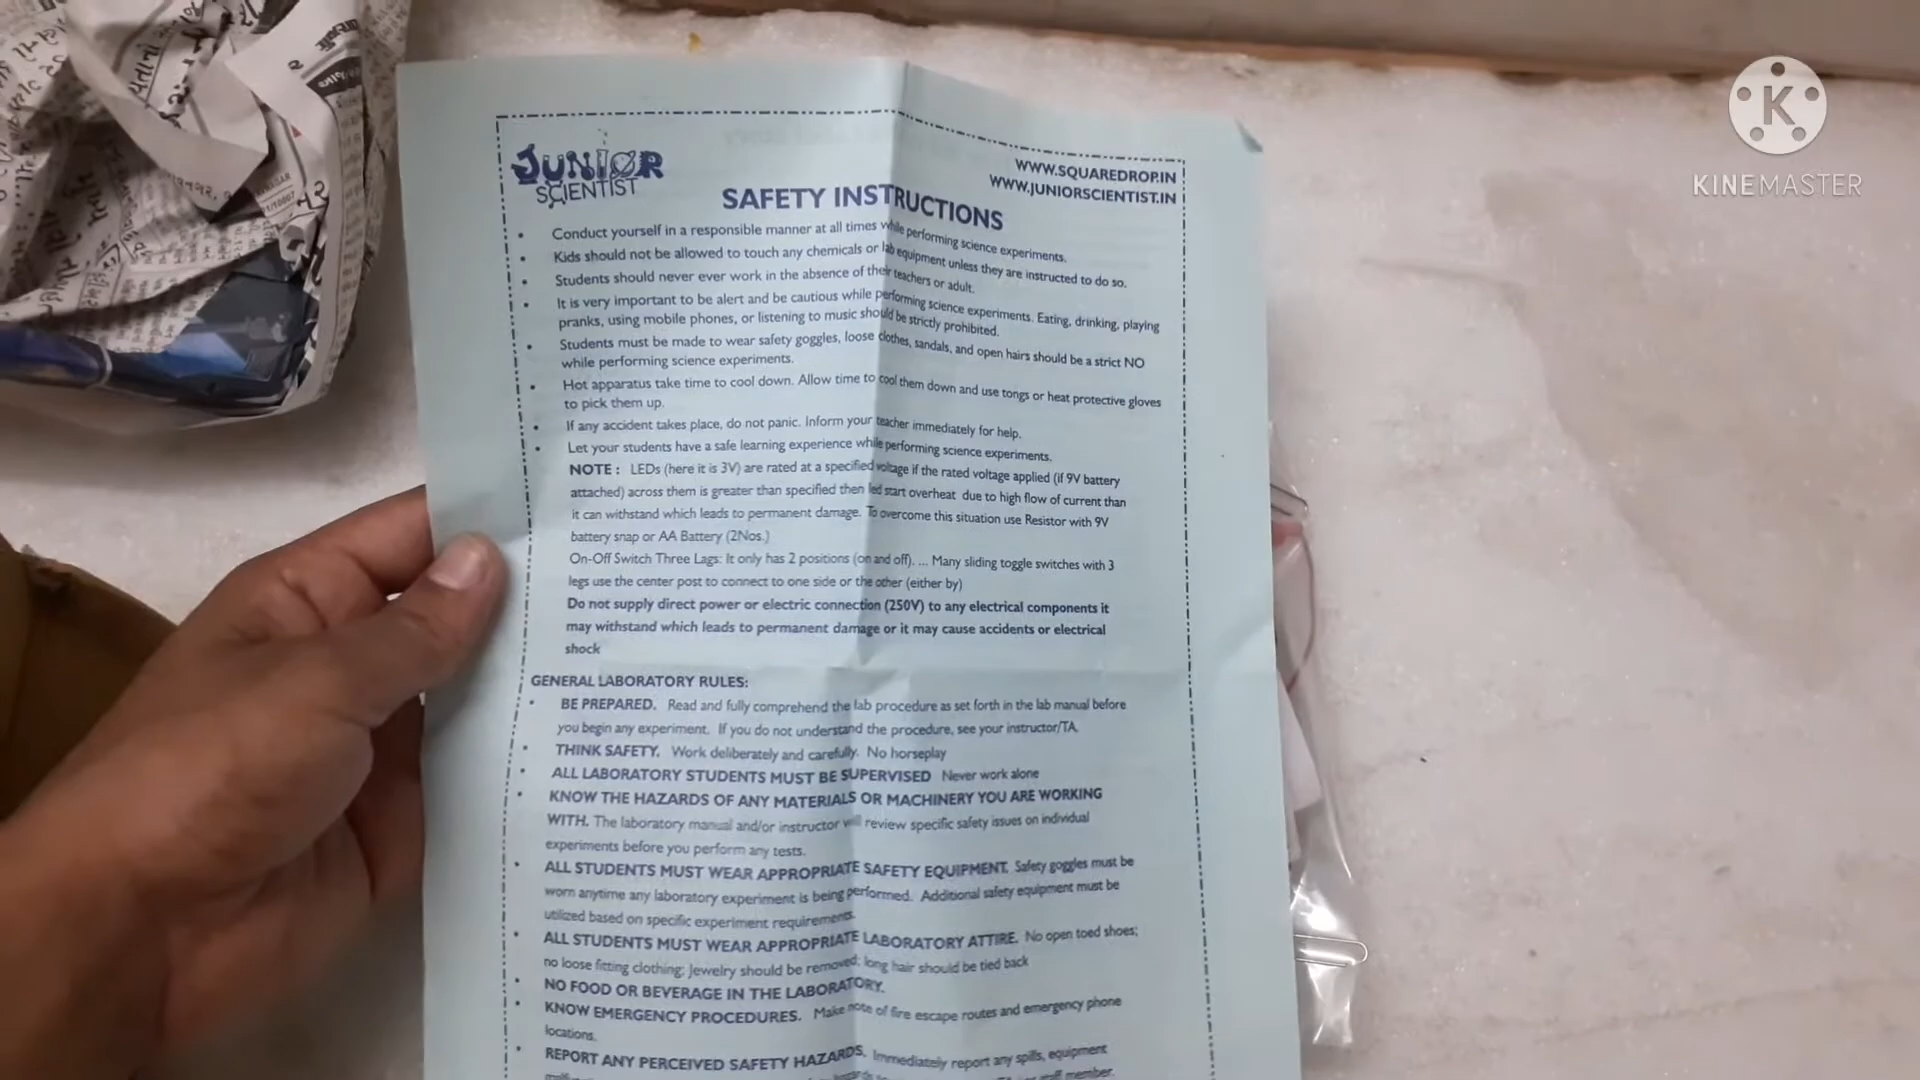 JUNIOR
SCIENTIST
WWW.SQUAREDROP.IN
WWW.JUNIORSCIENTIST.IN
SAFETY INSTRUCTIONS
• Conduct yourself in a responsible manner at all times while performing science experiments.
• Kids should not be allowed to touch any chemicals or lab equipment unless they are instructed to do so.
• Students should never ever work in the absence of their teachers or adult.
• It is very important to be alert and be cautious while performing science experiments. Eating, drinking, playing
pranks, using mobile phones, or listening to music should be strictly prohibited.
• Students must be made to wear safety goggles, loose clothes, sandals, and open hairs should be a strict NO
while performing science experiments.
• Hot apparatus take time to cool down. Allow time to cool them down and use tongs or heat protective gloves
to pick them up.
• If any accident takes place, do not panic. Inform your teacher immediately for help.
• Let your students have a safe learning experience while performing science experiments.
NOTE : LEDs (here it is 3V) are rated at a specified voltage if the rated voltage applied (if 9V battery
attached) across them is greater than specified then led start overheat due to high flow of current than
it can withstand which leads to permanent damage. To overcome this situation use Resistor with 9V
battery snap or AA Battery (2Nos.)
On-Off Switch Three Lags: It only has 2 positions (on and off). ... Many sliding toggle switches with 3
legs use the center post to connect to one side or the other (either by)
Do not supply direct power or electric connection (250V) to any electrical components it
may withstand which leads to permanent damage or it may cause accidents or electrical
shock
GENERAL LABORATORY RULES:
• BE PREPARED. Read and fully comprehend the lab procedure as set forth in the lab manual before
you begin any experiment. If you do not understand the procedure, see your instructor/TA.
• THINK SAFETY. Work deliberately and carefully. No horseplay
• ALL LABORATORY STUDENTS MUST BE SUPERVISED Never work alone
• KNOW THE HAZARDS OF ANY MATERIALS OR MACHINERY YOU ARE WORKING
WITH. The laboratory manual and/or instructor will review specific safety issues on individual
experiments before you perform any tests.
• ALL STUDENTS MUST WEAR APPROPRIATE SAFETY EQUIPMENT. Safety goggles must be
worn anytime any laboratory experiment is being performed. Additional safety equipment must be
utilized based on specific experiment requirements.
• ALL STUDENTS MUST WEAR APPROPRIATE LABORATORY ATTIRE. No open toed shoes;
no loose fitting clothing; Jewelry should be removed; long hair should be tied back
• NO FOOD OR BEVERAGE IN THE LABORATORY.
• KNOW EMERGENCY PROCEDURES. Make note of fire escape routes and emergency phone
locations.
• REPORT ANY PERCEIVED SAFETY HAZARDS. Immediately report any spills, equipment
member.
K
KINEMASTER